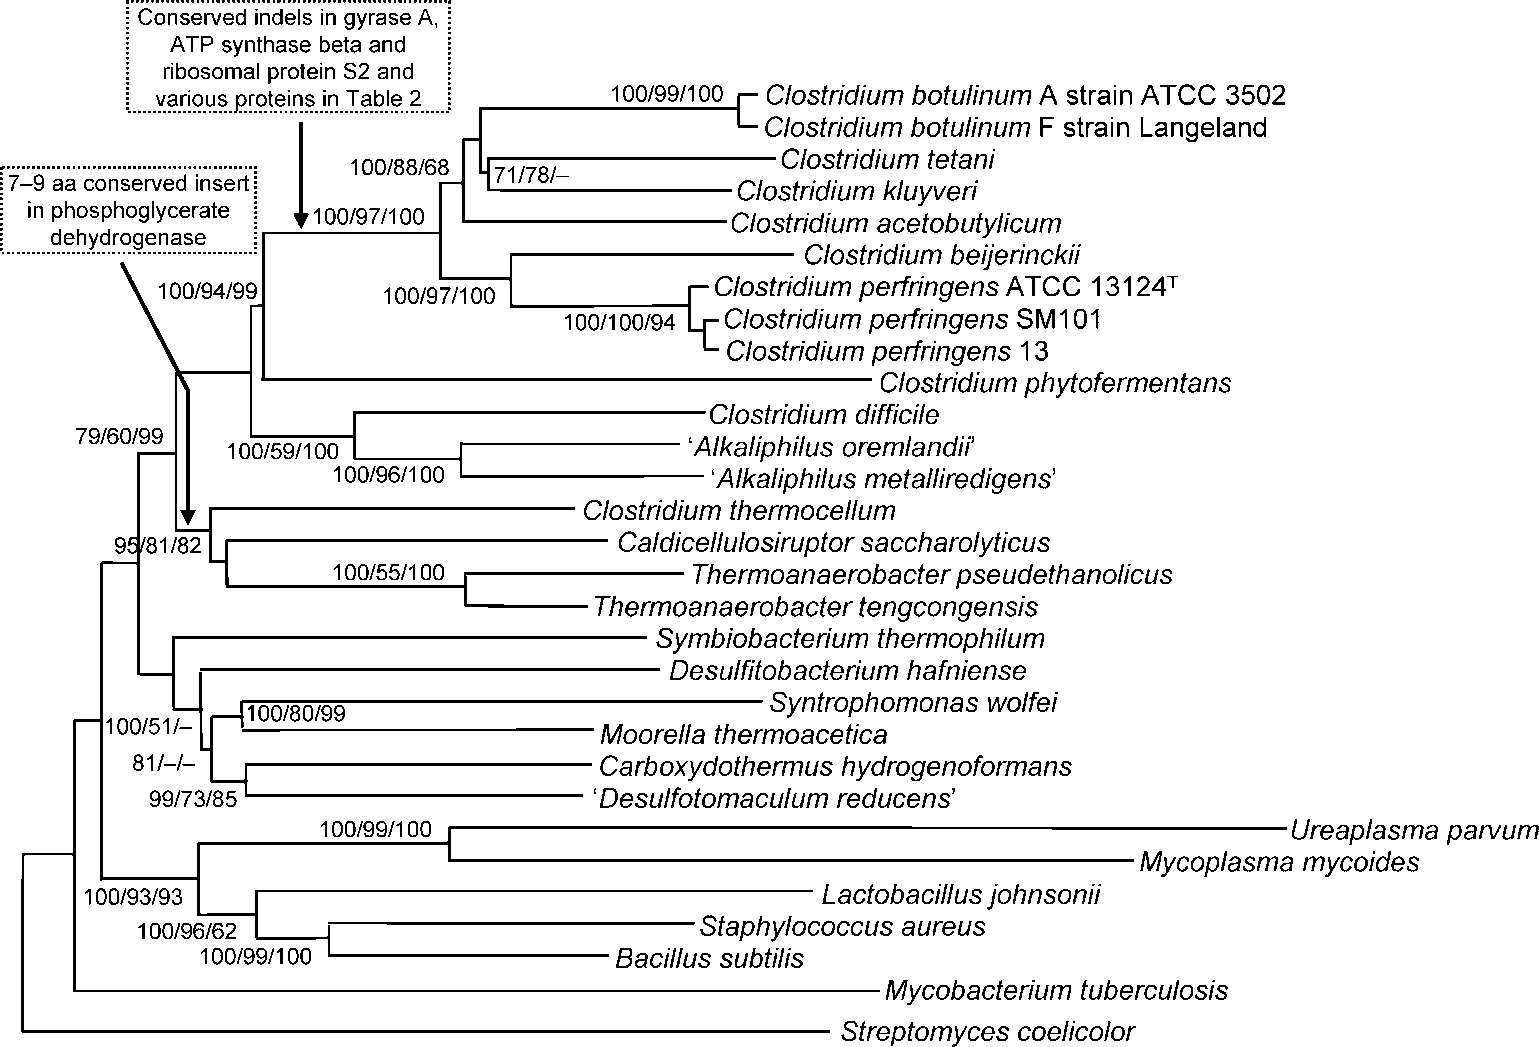 Conserved indels in gyrase A,
ATP synthase beta and
ribosomal protein S2 and
various proteins in Table 2
7–9 aa conserved insert
in phosphoglycerate
dehydrogenase
100/99/100
Clostridium botulinum A strain ATCC 3502
Clostridium botulinum F strain Langeland
100/88/68
Clostridium tetani
71/78/–
Clostridium kluyveri
100/97/100
Clostridium acetobutylicum
Clostridium beijerinckii
100/94/99
100/97/100
Clostridium perfringens ATCC 13124ᵀ
100/100/94
Clostridium perfringens SM101
Clostridium perfringens 13
Clostridium phytofermentans
Clostridium difficile
79/60/99
100/59/100
‘Alkaliphilus oremlandii’
100/96/100
‘Alkaliphilus metalliredigens’
Clostridium thermocellum
95/81/82
Caldicellulosiruptor saccharolyticus
100/55/100
Thermoanaerobacter pseudethanolicus
Thermoanaerobacter tengcongensis
Symbiobacterium thermophilum
Desulfitobacterium hafniense
Syntrophomonas wolfei
100/80/99
100/51/–
Moorella thermoacetica
81/–/–
Carboxydothermus hydrogenoformans
99/73/85
‘Desulfotomaculum reducens’
100/99/100
Ureaplasma parvum
Mycoplasma mycoides
100/93/93
Lactobacillus johnsonii
100/96/62
Staphylococcus aureus
100/99/100
Bacillus subtilis
Mycobacterium tuberculosis
Streptomyces coelicolor